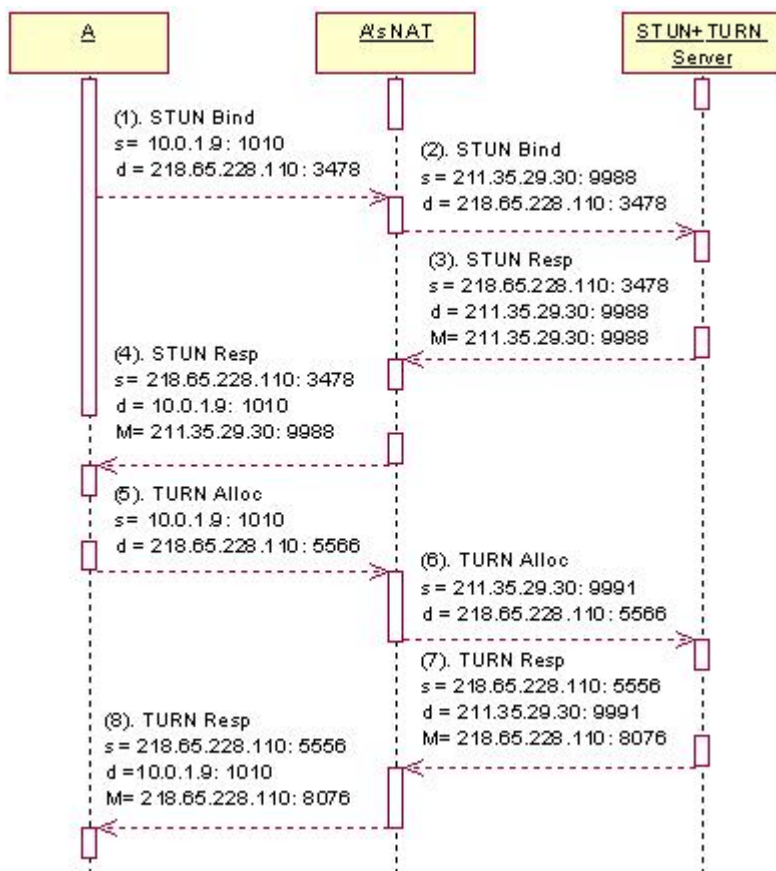 A
A's NAT
STUN+ TURN
Server
(1). STUN Bind
s= 10.0.1.9: 1010
d = 218.65.228.110: 3478
(2). STUN Bind
s = 211.35.29.30: 9988
d = 218.65.228.110: 3478
(3). STUN Resp
s = 218.65.228.110: 3478
d = 211.35.29.30: 9988
M= 211.35.29.30: 9988
(4). STUN Resp
s= 218.65.228.110: 3478
d = 10.0.1.9: 1010
M= 211.35.29.30: 9988
(5). TURN Alloc
s= 10.0.1.9: 1010
d = 218.65.228.110: 5566
(6). TURN Alloc
s = 211.35.29.30: 9991
d = 218.65.228.110: 5566
(7). TURN Resp
s = 218.65.228.110: 5556
d = 211.35.29.30: 9991
M= 218.65.228.110: 8076
(8). TURN Resp
s = 218.65.228.110: 5556
d =10.0.1.9: 1010
M= 218.65.228.110: 8076